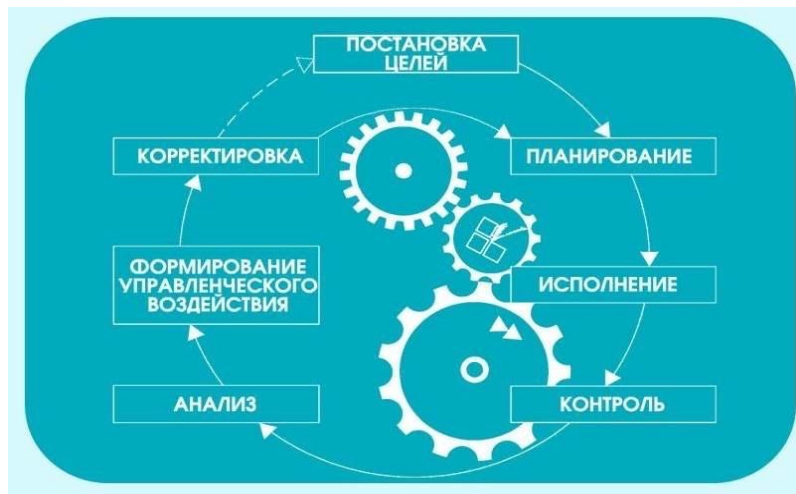 ПОСТАНОВКА
ЦЕЛЕЙ
КОРРЕКТИРОВКА
ПЛАНИРОВАНИЕ
ФОРМИРОВАНИЕ
УПРАВЛЕНЧЕСКОГО
ВОЗДЕЙСТВИЯ
ИСПОЛНЕНИЕ
АНАЛИЗ
КОНТРОЛЬ